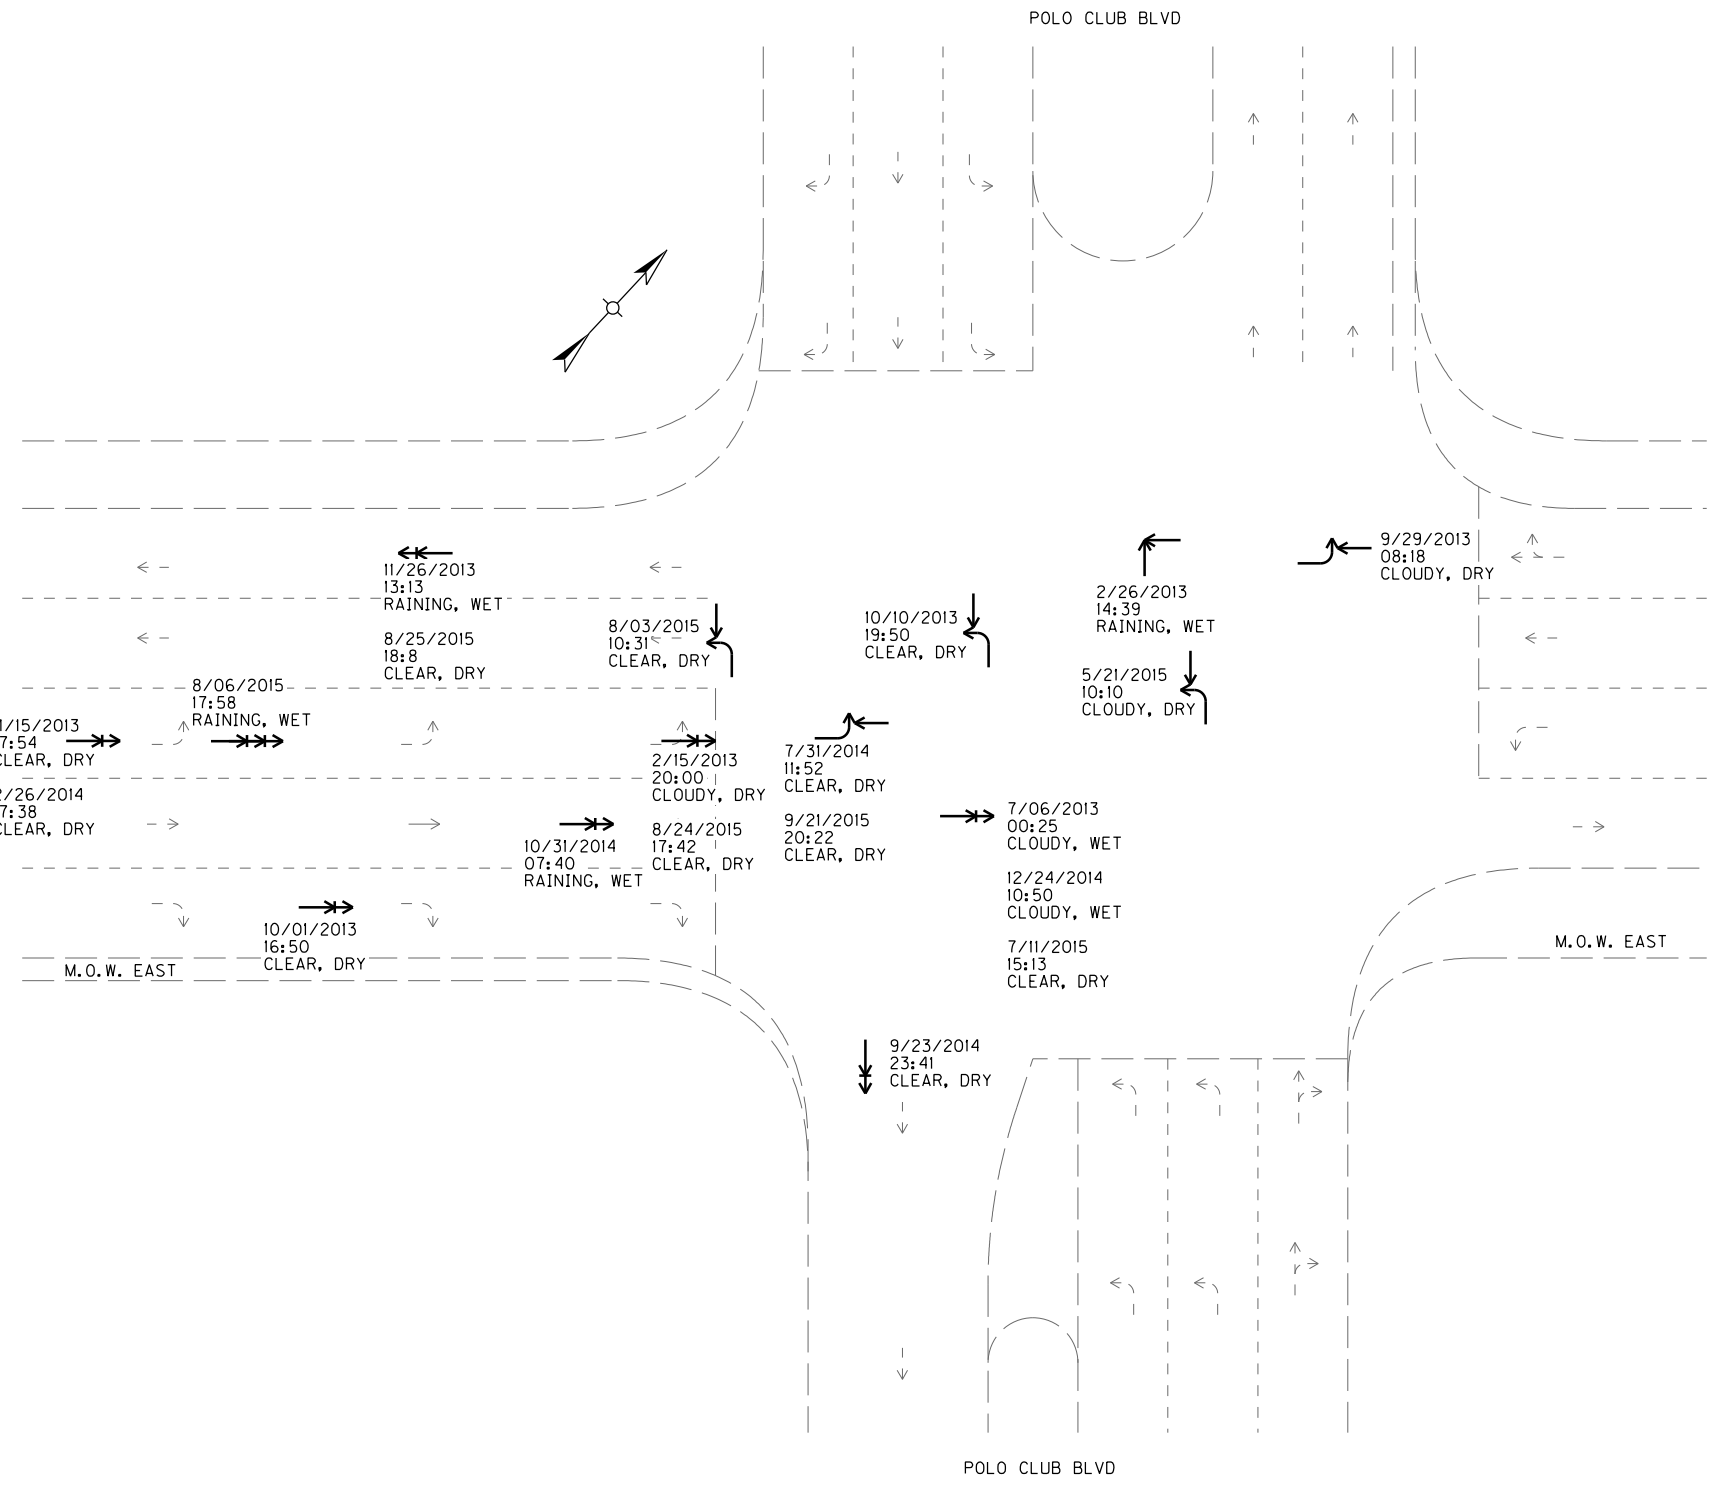 POLO CLUB BLVD
9/29/2013
08:18
CLOUDY, DRY
11/26/2013
13:13
RAINING, WET
2/26/2013
14:39
RAINING, WET
8/25/2015
18:8
CLEAR, DRY
8/03/2015
10:31
CLEAR, DRY
10/10/2013
19:50
CLEAR, DRY
5/21/2015
10:10
CLOUDY, DRY
8/06/2015
17:58
RAINING, WET
1/15/2013
7:54
CLEAR, DRY
2/26/2014
7:38
CLEAR, DRY
2/15/2013
20:00
CLOUDY, DRY
8/24/2015
17:42
CLEAR, DRY
7/31/2014
11:52
CLEAR, DRY
9/21/2015
20:22
CLEAR, DRY
7/06/2013
00:25
CLOUDY, WET
12/24/2014
10:50
CLOUDY, WET
7/11/2015
15:13
CLEAR, DRY
10/31/2014
07:40
RAINING, WET
10/01/2013
16:50
CLEAR, DRY
M.O.W. EAST
M.O.W. EAST
9/23/2014
23:41
CLEAR, DRY
POLO CLUB BLVD